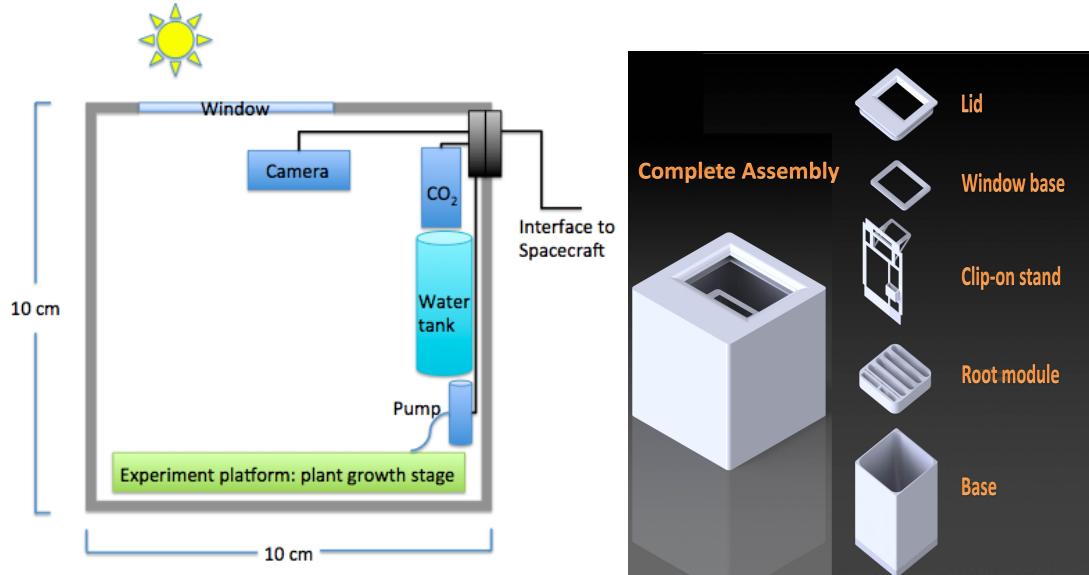 Window
Camera
CO₂
Interface to
Spacecraft
Water
tank
10 cm
Pump
Experiment platform: plant growth stage
10 cm
Complete Assembly
Lid
Window base
Clip-on stand
Root module
Base